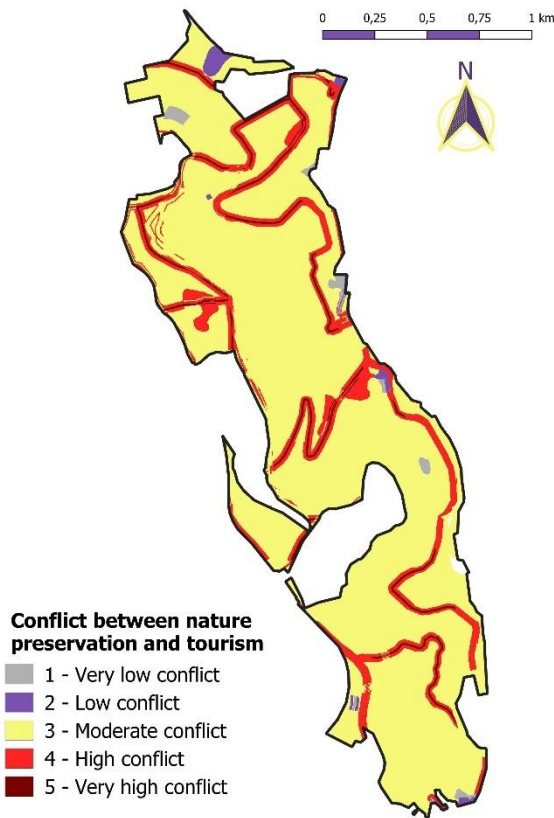 0 0,25 0,5 0,75 1 km
N
Conflict between nature
preservation and tourism
1 - Very low conflict
2 - Low conflict
3 - Moderate conflict
4 - High conflict
5 - Very high conflict